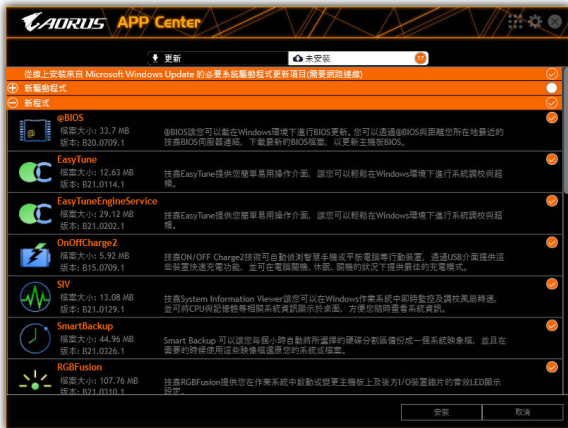 AORUS APP Center
更新
未安裝
從線上安裝來自 Microsoft Windows Update 的必要系統驅動程式更新項目(需要網路連線)
新驅動程式
新程式
@BIOS
檔案大小: 33.7 MB
版本: B20.0709.1
@BIOS讓您可以載在Windows環境下進行BIOS更新。您可以透過@BIOS與距離您所在地最近的
技嘉BIOS伺服器連結，下載最新的BIOS檔案，以更新主機板BIOS。
EasyTune
檔案大小: 12.63 MB
版本: B21.0114.1
技嘉EasyTune提供您簡單易用操作介面，讓您可以輕鬆在Windows環境下進行系統調校與超
頻。
EasyTuneEngineService
檔案大小: 29.12 MB
版本: B21.0202.1
技嘉EasyTune提供您簡單易用操作介面，讓您可以輕鬆在Windows環境下進行系統調校與超
頻。
OnOffCharge2
檔案大小: 5.92 MB
版本: B15.0709.1
技嘉ON/OFF Charge2技術可自動偵測智慧手機或平板電腦等行動裝置，透過USB介面提供這
些裝置快速充電功能，並可在電腦開機、休眠、關機的狀況下提供最佳的充電模式。
SIV
檔案大小: 13.08 MB
版本: B21.0129.1
技嘉System Information Viewer讓您可以在Windows作業系統中即時監控及調校風扇轉速，
並可將CPU與記憶體等相關系統資訊顯示於桌面，方便您隨時查看系統資訊。
SmartBackup
檔案大小: 44.96 MB
版本: B21.0326.1
Smart Backup 可以讓您每個小時自動將所選擇的硬碟分割區備份成一個系統映像檔，並且在
需要的時候使用這些映像檔還原您的系統或檔案。
RGBFusion
檔案大小: 107.76 MB
版本: B21.0310.1
技嘉RGBFusion提供您在作業系統中啟動或變更主機板上及後方I/O裝置鐵片的音效LED顯示
設定。
安裝
取消